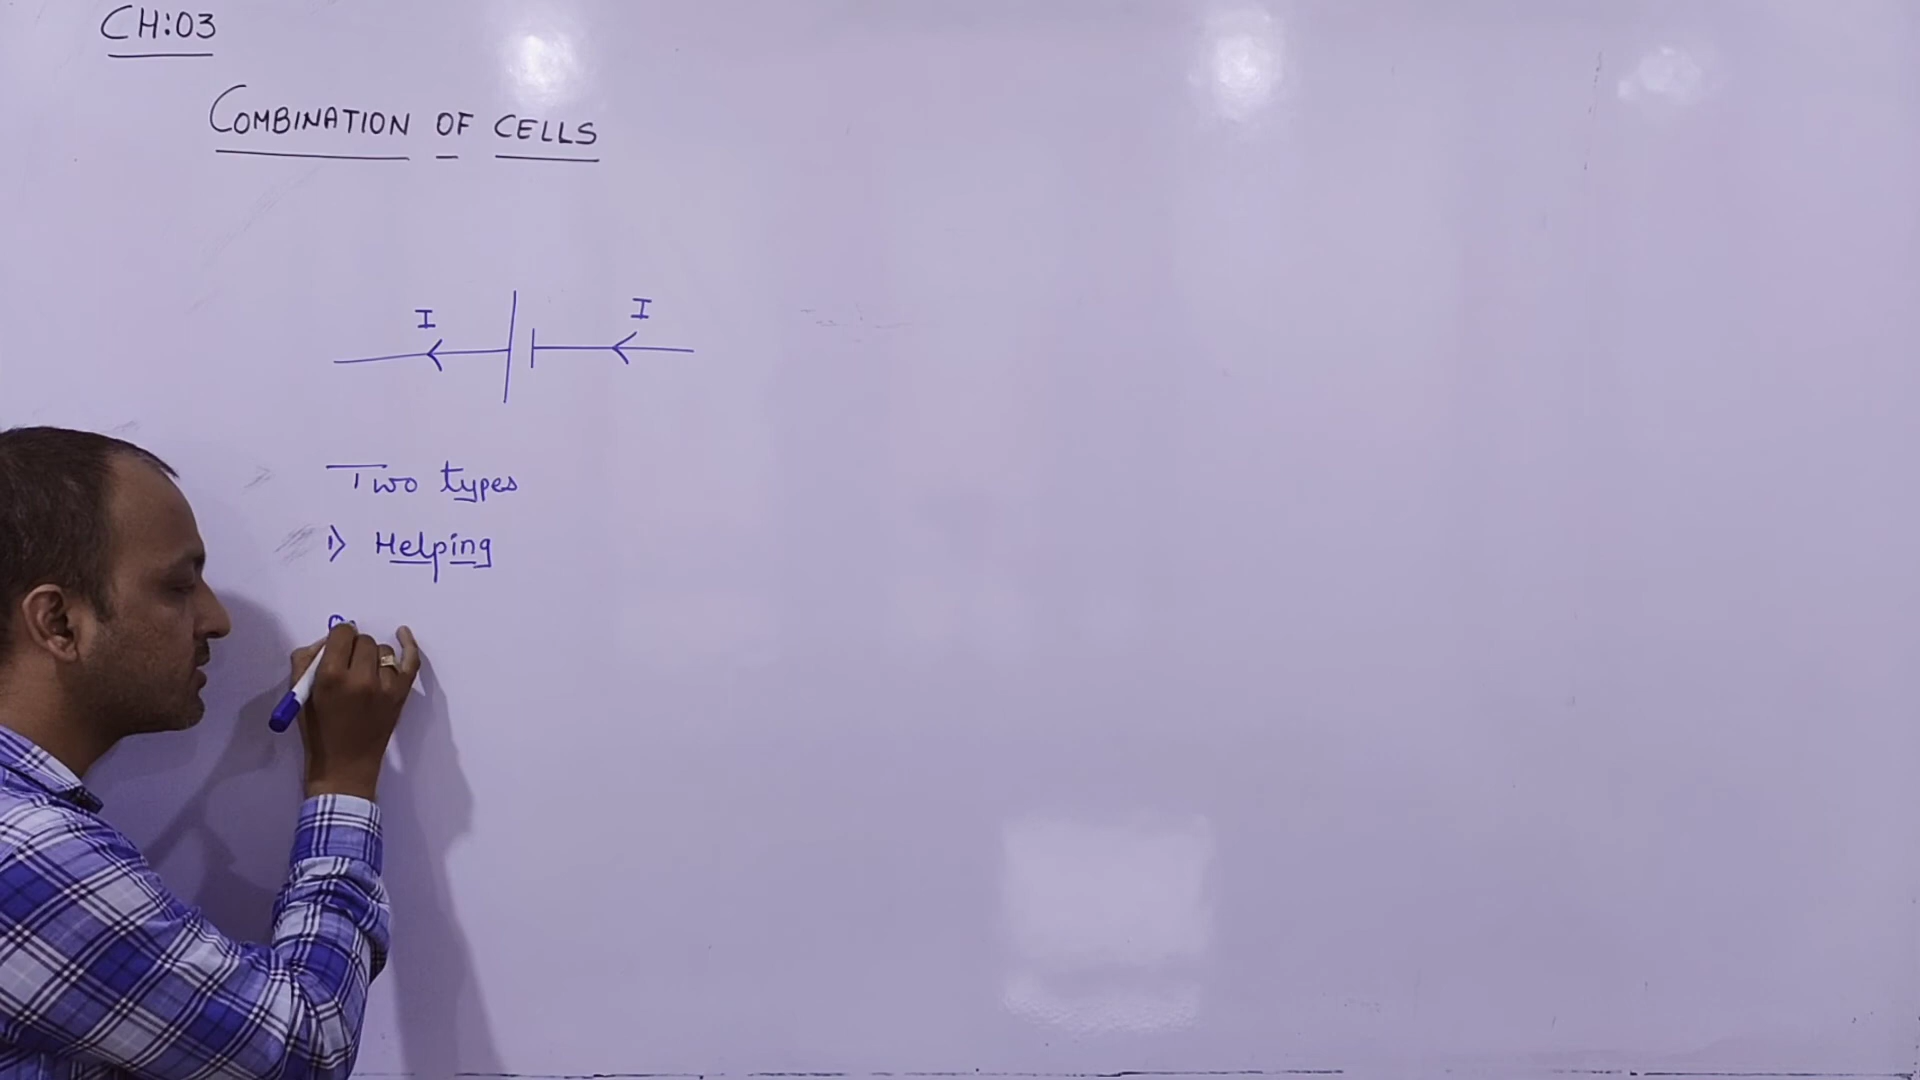 CH:03
COMBINATION OF CELLS
I I
Two types
1) Helping